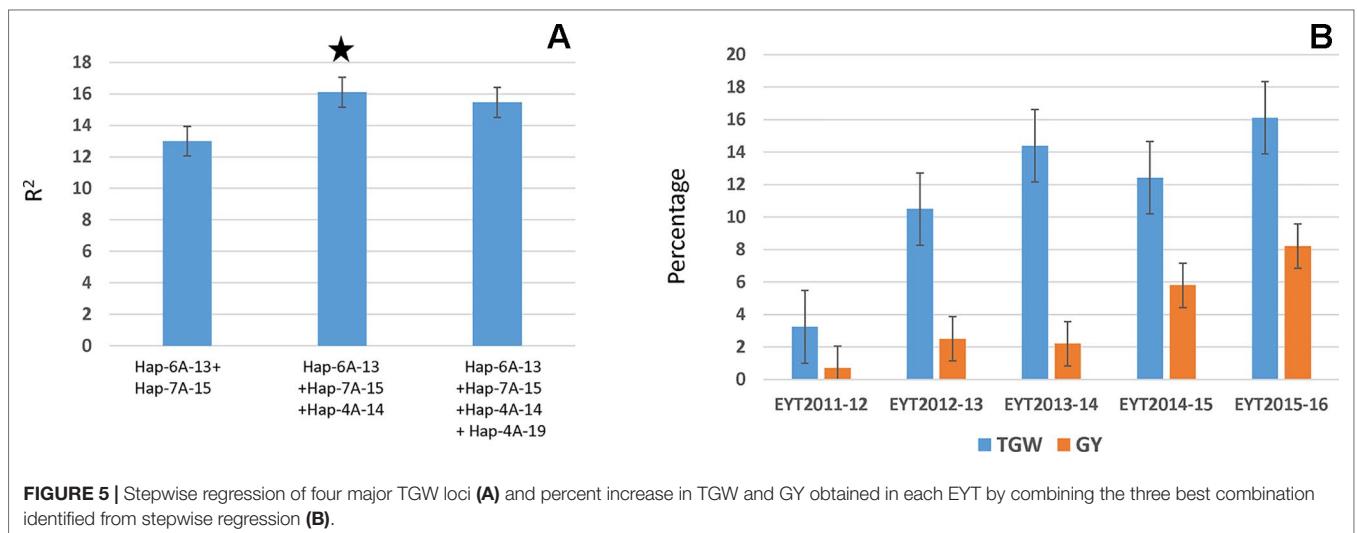 A
18
16
14
12
10
8
6
4
2
0
R²
Hap-6A-13+
Hap-7A-15
Hap-6A-13
+Hap-7A-15
+Hap-4A-14
Hap-6A-13
+Hap-7A-15
+Hap-4A-14
+ Hap-4A-19
B
20
18
16
14
12
10
8
6
4
2
0
Percentage
EYT2011-12 EYT2012-13 EYT2013-14 EYT2014-15 EYT2015-16
TGW GY
FIGURE 5 | Stepwise regression of four major TGW loci (A) and percent increase in TGW and GY obtained in each EYT by combining the three best combination
identified from stepwise regression (B).